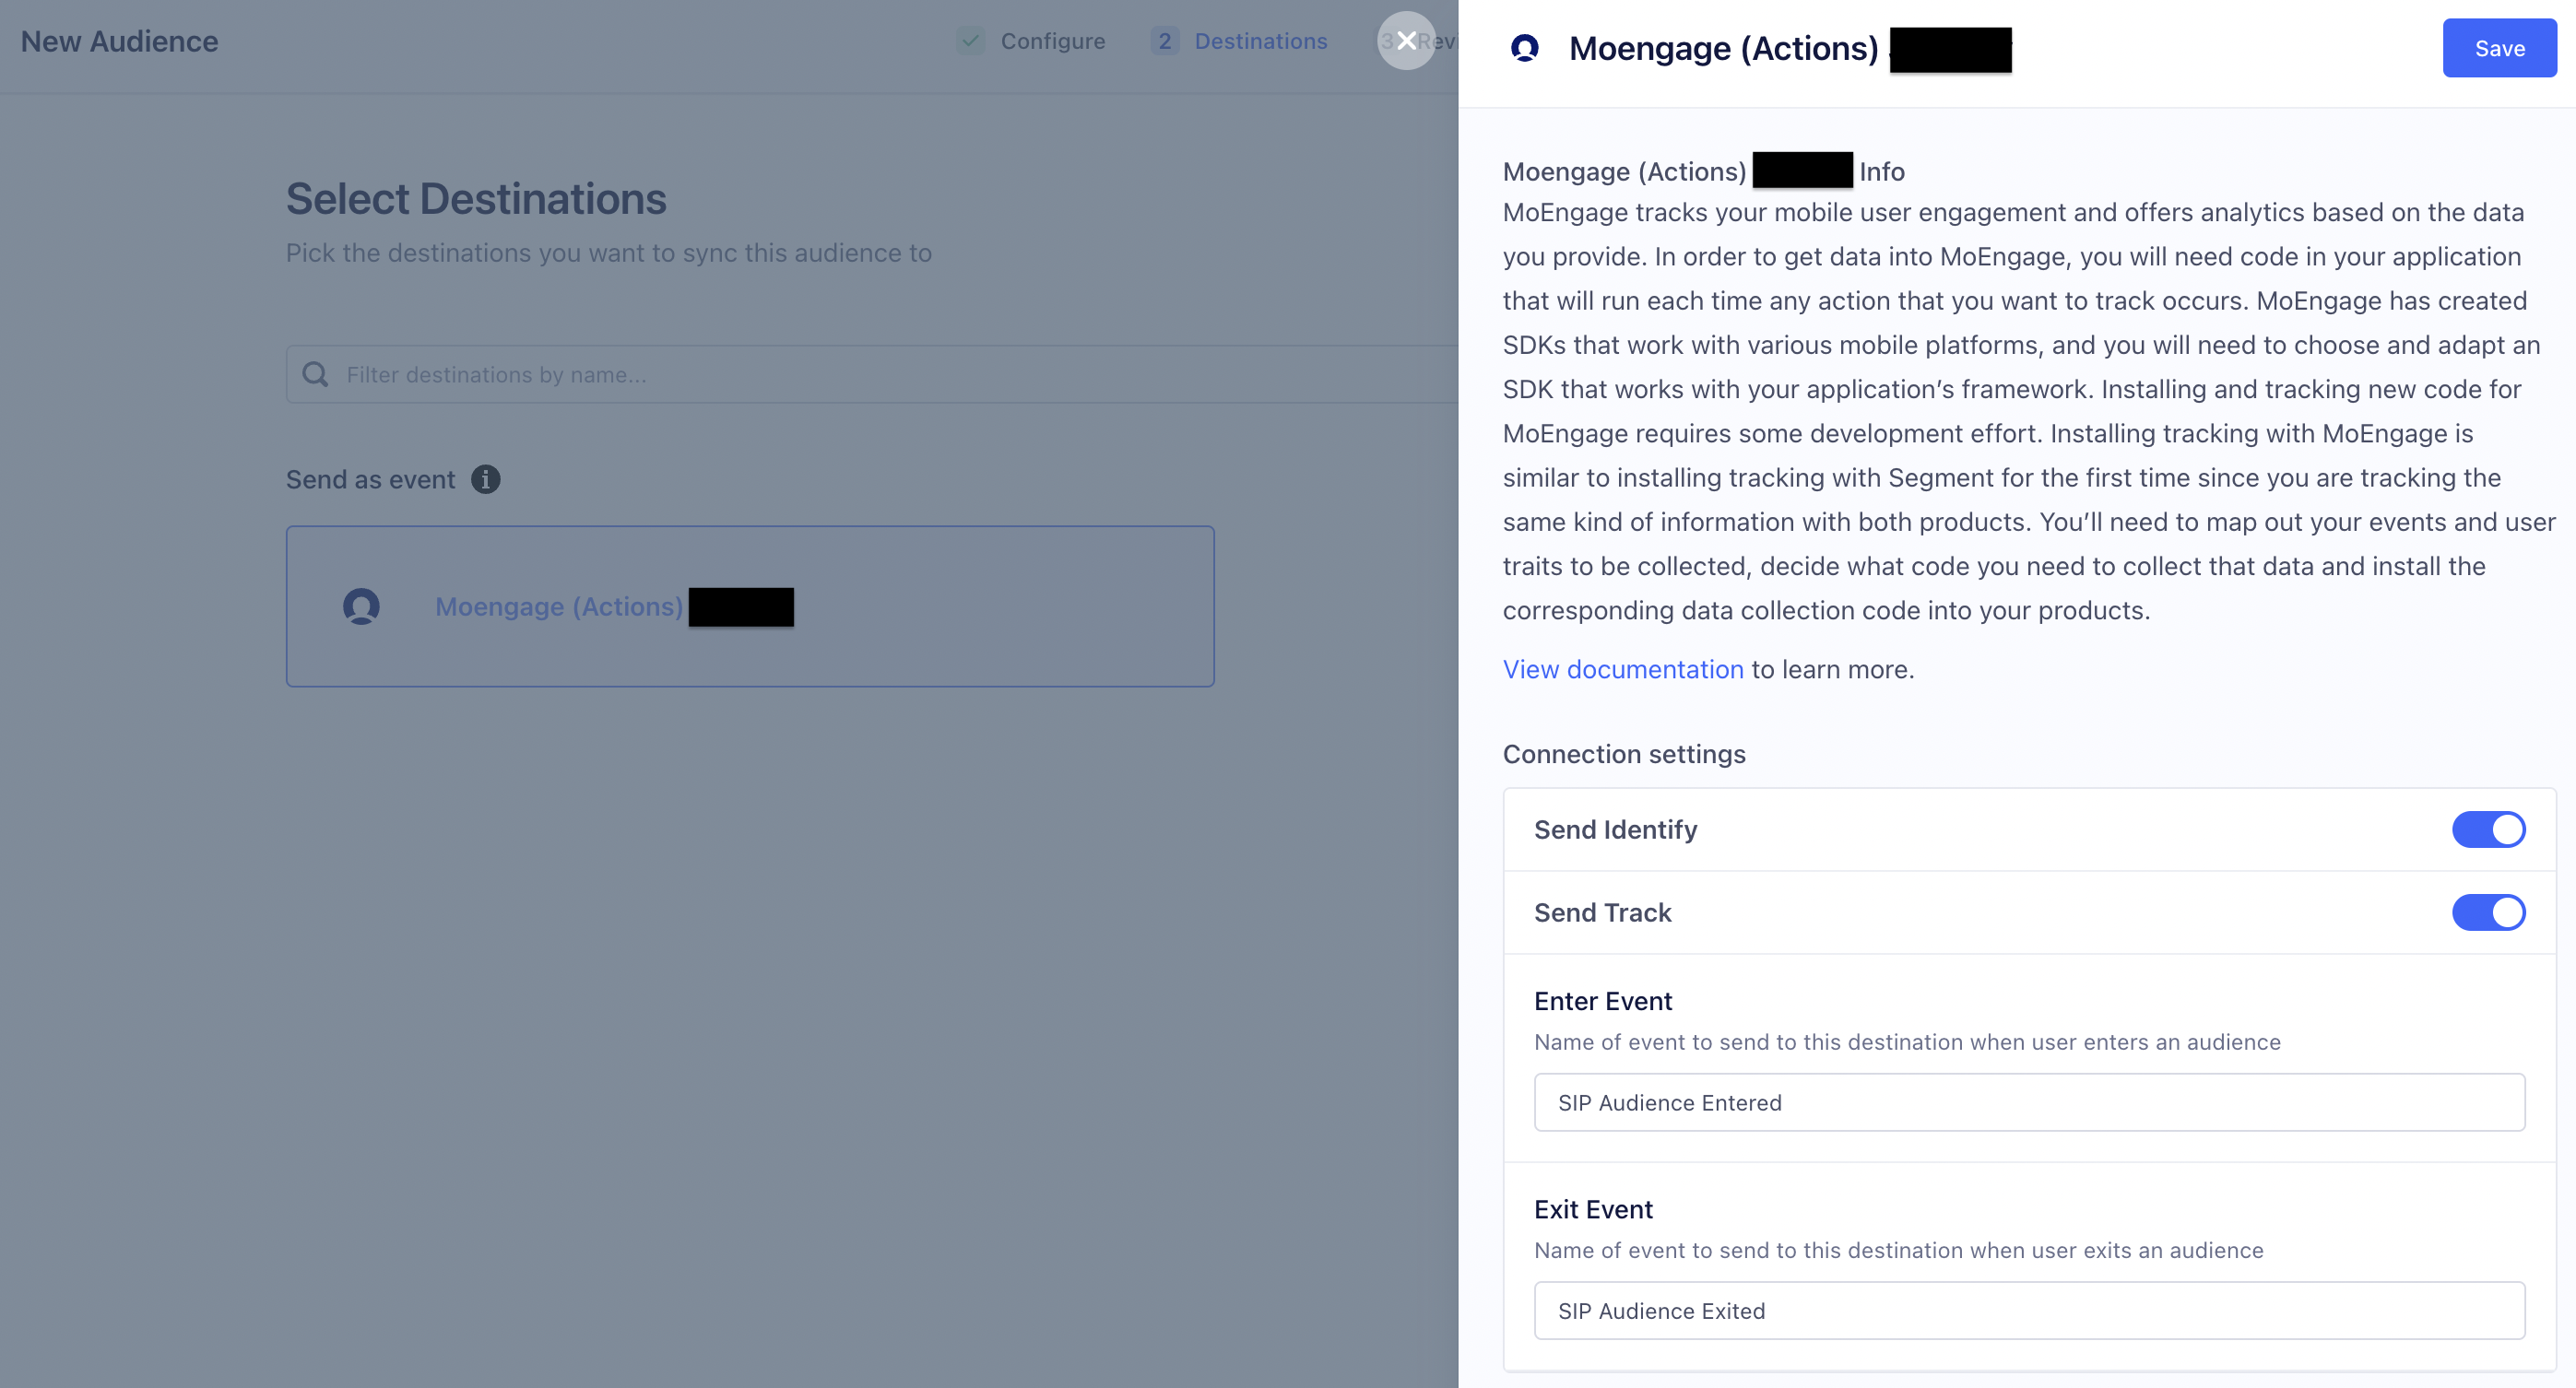 New Audience
Configure
2 Destinations
3 Revi
Select Destinations
Pick the destinations you want to sync this audience to
Filter destinations by name...
Send as event
Moengage (Actions)
Moengage (Actions)
Save
Moengage (Actions) Info
MoEngage tracks your mobile user engagement and offers analytics based on the data
you provide. In order to get data into MoEngage, you will need code in your application
that will run each time any action that you want to track occurs. MoEngage has created
SDKs that work with various mobile platforms, and you will need to choose and adapt an
SDK that works with your application’s framework. Installing and tracking new code for
MoEngage requires some development effort. Installing tracking with MoEngage is
similar to installing tracking with Segment for the first time since you are tracking the
same kind of information with both products. You’ll need to map out your events and user
traits to be collected, decide what code you need to collect that data and install the
corresponding data collection code into your products.
View documentation to learn more.
Connection settings
Send Identify
Send Track
Enter Event
Name of event to send to this destination when user enters an audience
SIP Audience Entered
Exit Event
Name of event to send to this destination when user exits an audience
SIP Audience Exited